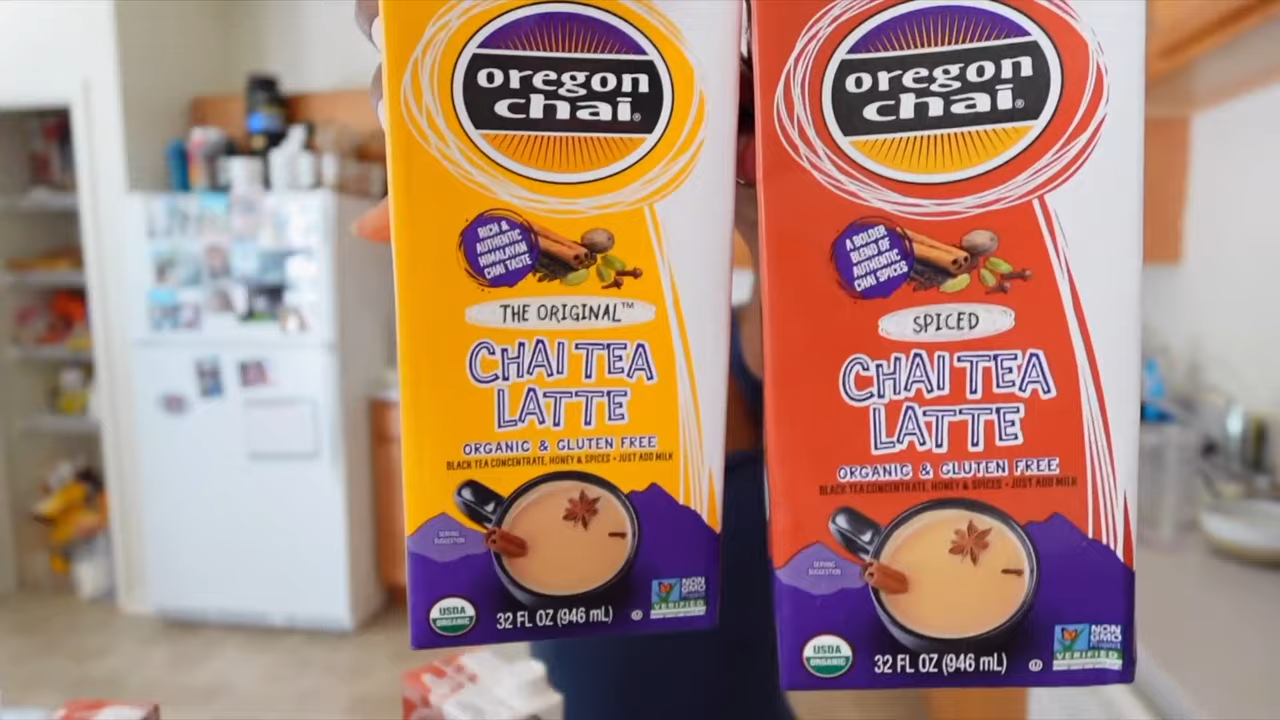 oregon
chai®
RICH &
AUTHENTIC
HIMALAYAN
CHAI TASTE
THE ORIGINAL™
CHAI TEA
LATTE
ORGANIC & GLUTEN FREE
BLACK TEA CONCENTRATE, HONEY & SPICES • JUST ADD MILK
SERVING
SUGGESTION
USDA
ORGANIC
32 FL OZ (946 mL)
U
NON
GMO
Project
VERIFIED
oregon
chai®
A BOLDER
BLEND OF
AUTHENTIC
CHAI SPICES
SPICED
CHAI TEA
LATTE
ORGANIC & GLUTEN FREE
BLACK TEA CONCENTRATE, HONEY & SPICES • JUST ADD MILK
SERVING
SUGGESTION
USDA
ORGANIC
32 FL OZ (946 mL)
U
NON
GMO
Project
VERIFIED